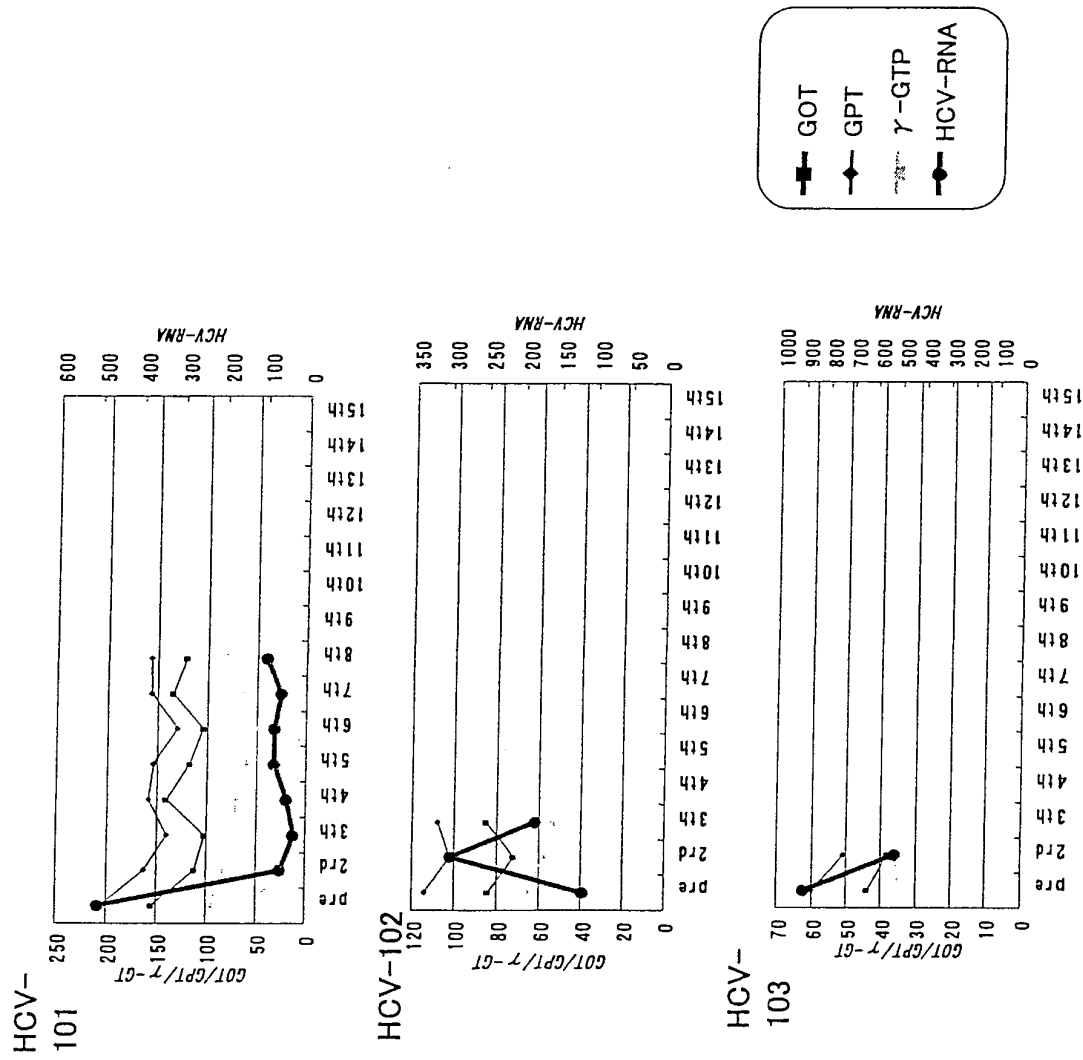 HCV-
101
GOT/GPT/γ-GT
250
200
150
100
50
0
HCV-RNA
600
500
400
300
200
100
0
pre
2rd
3th
4th
5th
6th
7th
8th
9th
10th
11th
12th
13th
14th
15th
HCV-102
GOT/GPT/γ-GT
120
100
80
60
40
20
0
HCV-RNA
350
300
250
200
150
100
50
0
pre
2rd
3th
4th
5th
6th
7th
8th
9th
10th
11th
12th
13th
14th
15th
HCV-
103
GOT/GPT/γ-GT
70
60
50
40
30
20
10
0
HCV-RNA
1000
900
800
700
600
500
400
300
200
100
0
pre
2rd
3th
4th
5th
6th
7th
8th
9th
10th
11th
12th
13th
14th
15th
GOT
GPT
γ-GTP
HCV-RNA